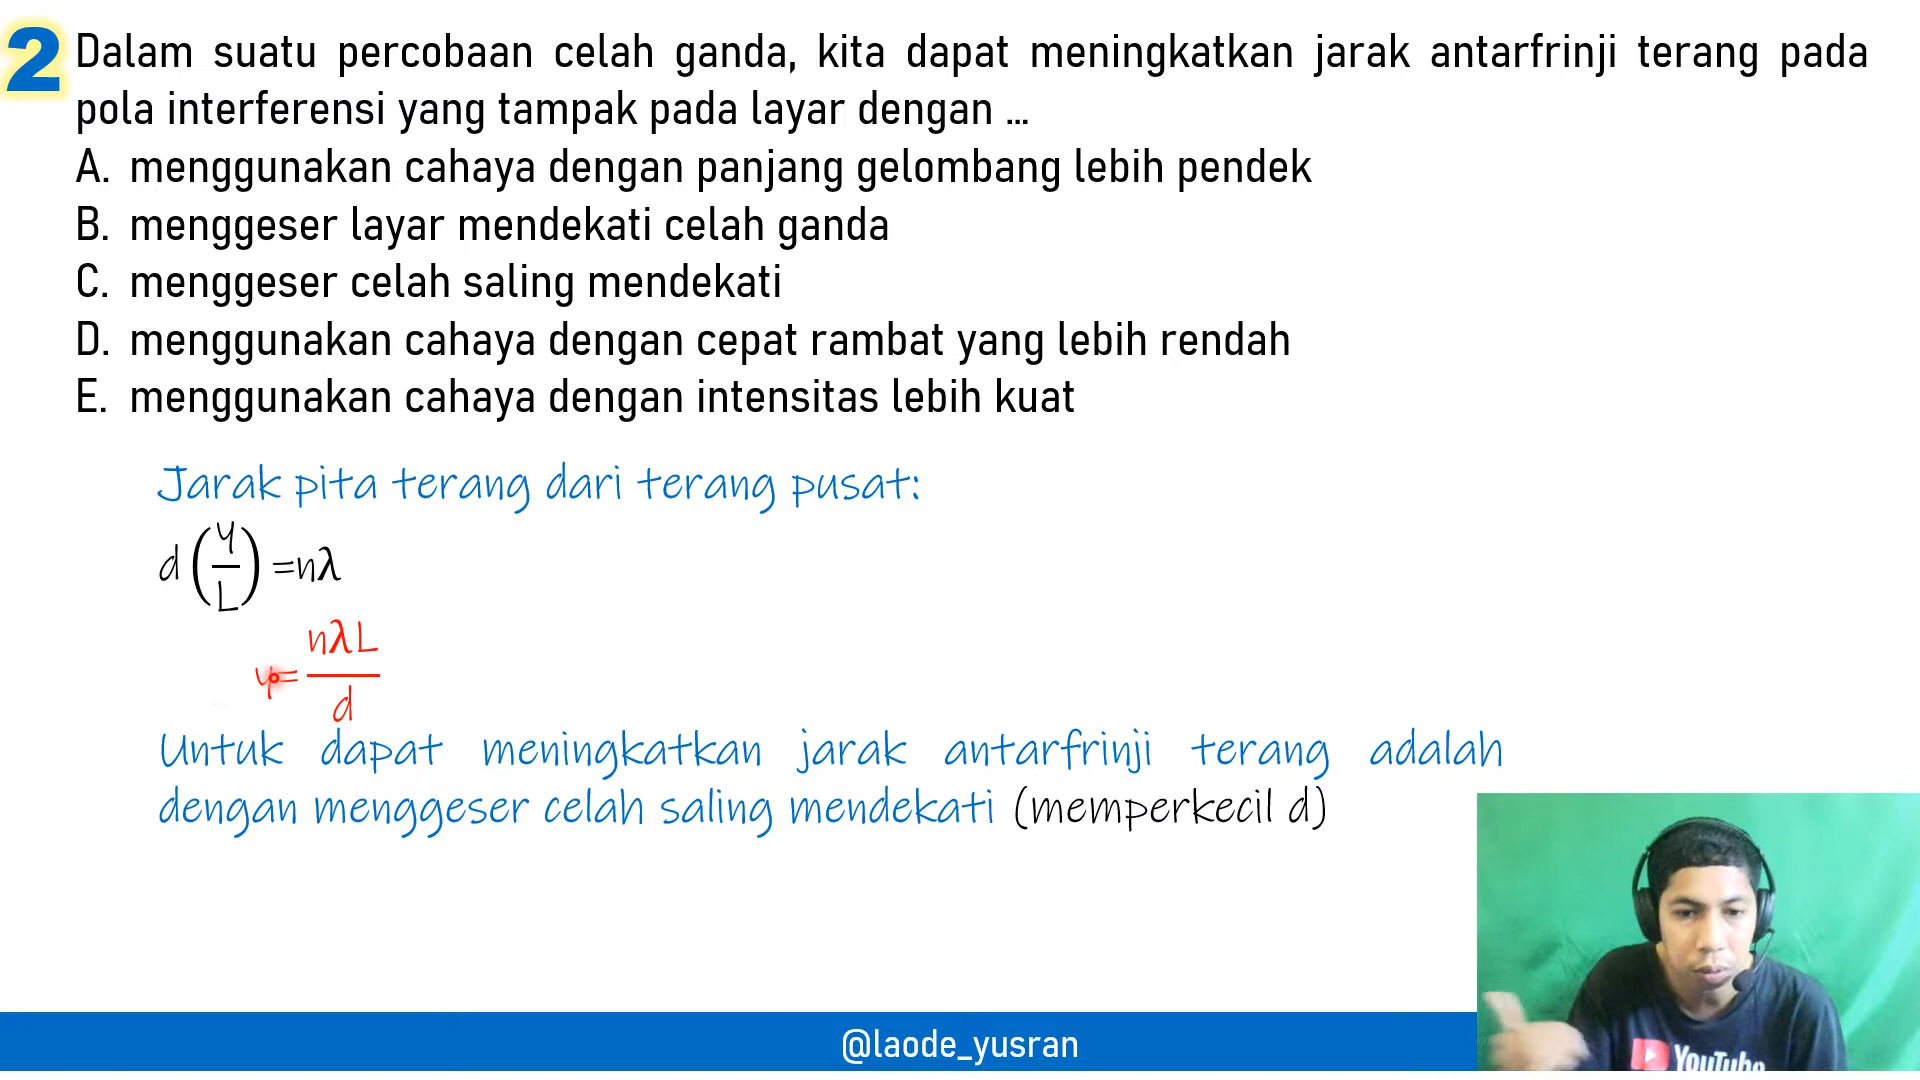 2
Dalam suatu percobaan celah ganda, kita dapat meningkatkan jarak antarfrinji terang pada
pola interferensi yang tampak pada layar dengan ...
A. menggunakan cahaya dengan panjang gelombang lebih pendek
B. menggeser layar mendekati celah ganda
C. menggeser celah saling mendekati
D. menggunakan cahaya dengan cepat rambat yang lebih rendah
E. menggunakan cahaya dengan intensitas lebih kuat
Jarak pita terang dari terang pusat:
d(y/L)=nλ
y=nλL/d
Untuk dapat meningkatkan jarak antarfrinji terang adalah
dengan menggeser celah saling mendekati (memperkecil d)
@laode_yusran
YouTube